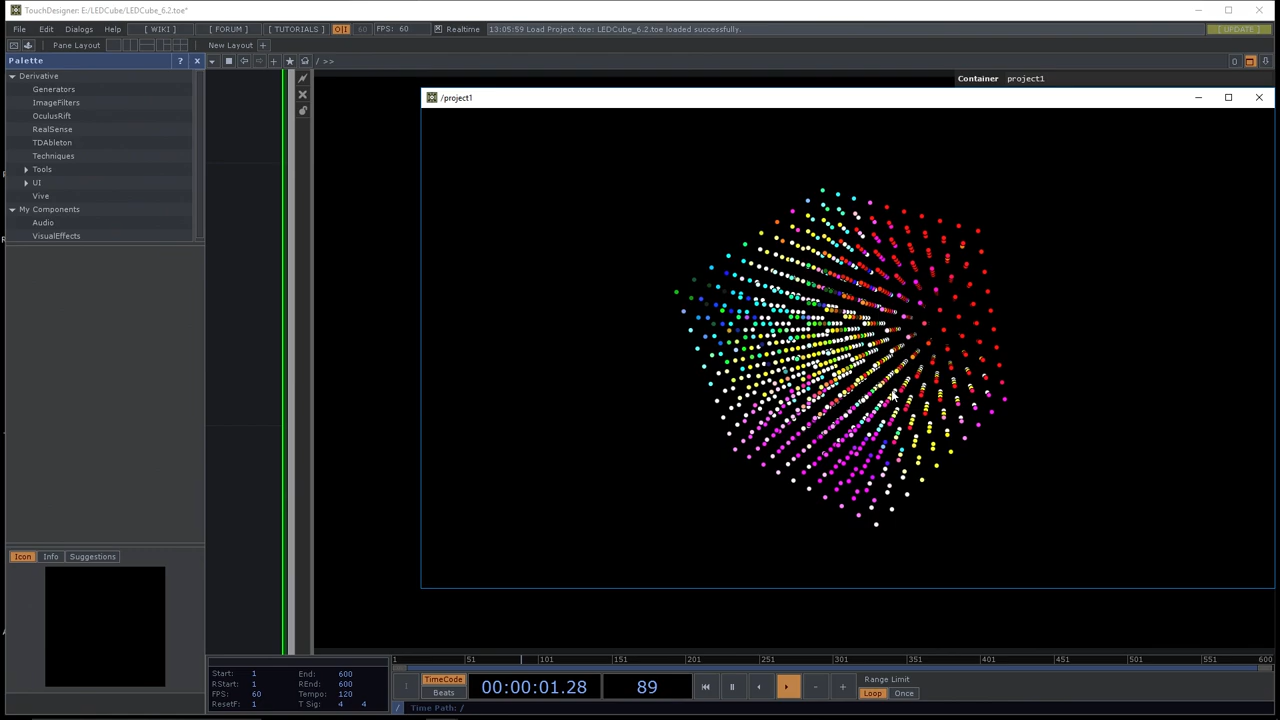 TouchDesigner: E:/LEDCube/LEDCube_6.2.toe*
File Edit Dialogs Help [ WIKI ] [ FORUM ] [ TUTORIALS ] O|I 60 FPS: 60 Realtime 13:05:59 Load Project .toe: LEDCube_6.2.toe loaded successfully. [ UPDATE ]
Pane Layout New Layout +
Palette ? x / >> 0
Container project1
/project1
Derivative
Generators
ImageFilters
OculusRift
RealSense
TDAbleton
Techniques
Tools
UI
Vive
My Components
Audio
VisualEffects
Icon Info Suggestions
1 51 101 151 201 251 301 351 401 451 501 551 600
Start: 1 End: 600
RStart: 1 REnd: 600
FPS: 60 Tempo: 120
ResetF: 1 T Sig: 4 4
TimeCode
Beats
00:00:01.28 89
- +
Range Limit
Loop Once
/ Time Path: /